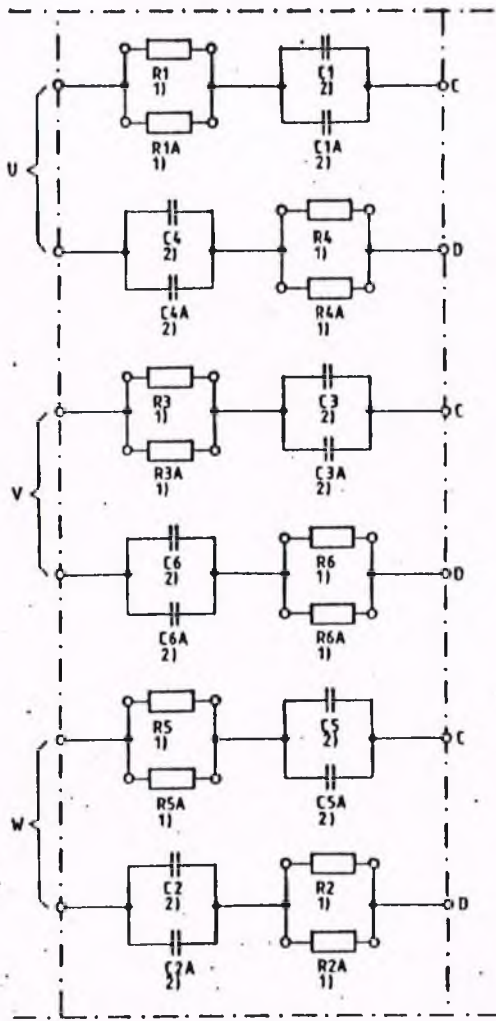 R1
1)
C1
2)
C
R1A
1)
C1A
2)
U
C4
2)
R4
1)
D
C4A
2)
R4A
1)
R3
1)
C3
2)
C
R3A
1)
C3A
2)
V
C6
2)
R6
1)
D
C6A
2)
R6A
1)
R5
1)
C5
2)
C
R5A
1)
C5A
2)
W
C2
2)
R2
1)
D
C2A
2)
R2A
1)